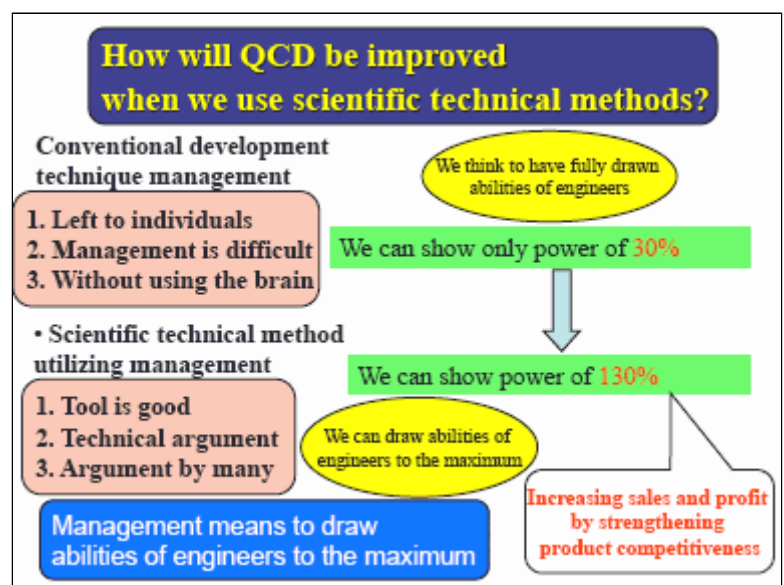 How will QCD be improved
when we use scientific technical methods?
Conventional development
technique management
1. Left to individuals
2. Management is difficult
3. Without using the brain
We think to have fully drawn
abilities of engineers
We can show only power of 30%
• Scientific technical method
utilizing management
1. Tool is good
2. Technical argument
3. Argument by many
We can show power of 130%
We can draw abilities of
engineers to the maximum
Increasing sales and profit
by strengthening
product competitiveness
Management means to draw
abilities of engineers to the maximum